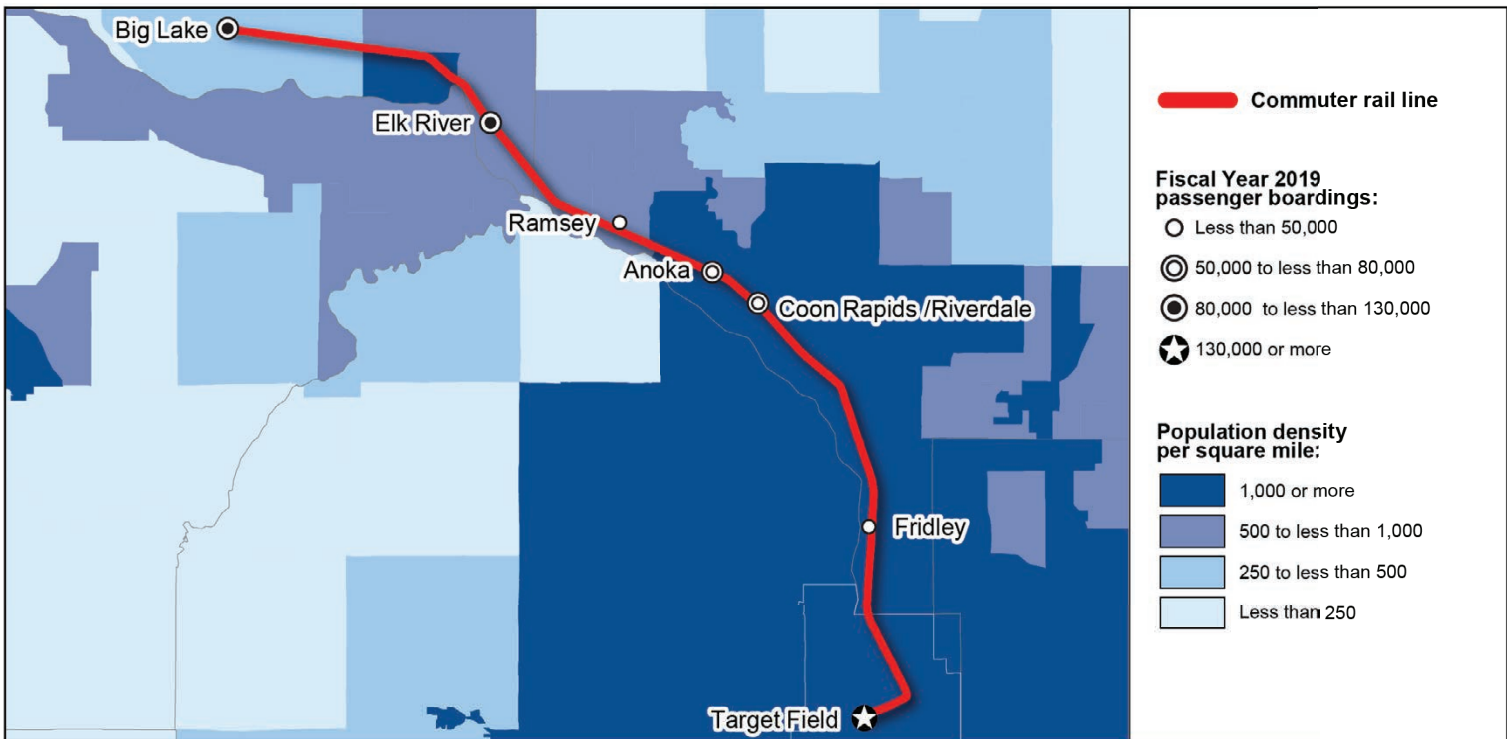 Big Lake
Elk River
Ramsey
Anoka
Coon Rapids /Riverdale
Fridley
Target Field
Commuter rail line
Fiscal Year 2019
passenger boardings:
Less than 50,000
50,000 to less than 80,000
80,000 to less than 130,000
130,000 or more
Population density
per square mile:
1,000 or more
500 to less than 1,000
250 to less than 500
Less than 250